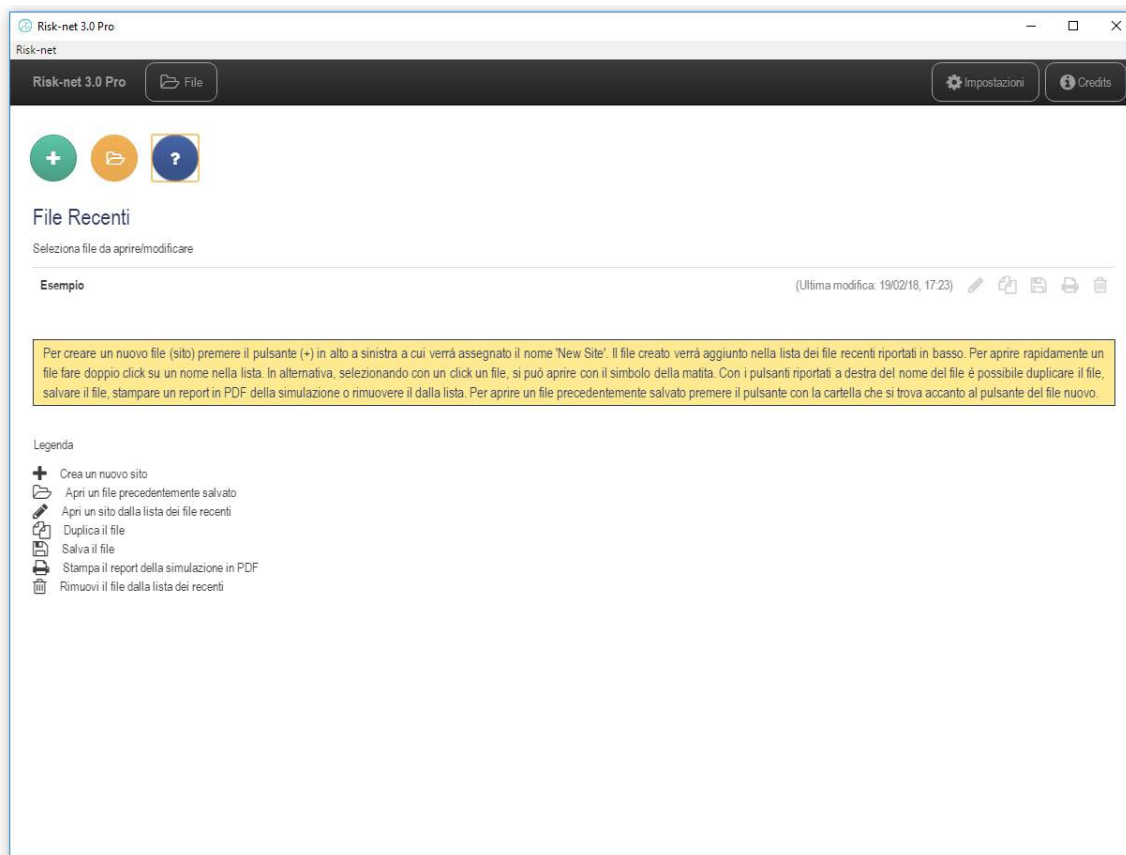 Risk-net 3.0 Pro
Risk-net
Risk-net 3.0 Pro File Impostazioni Credits
+ ?
File Recenti
Seleziona file da aprire/modificare
Esempio (Ultima modifica: 19/02/18, 17:23)
Per creare un nuovo file (sito) premere il pulsante (+) in alto a sinistra a cui verrà assegnato il nome 'New Site'. Il file creato verrà aggiunto nella lista dei file recenti riportati in basso. Per aprire rapidamente un
file fare doppio click su un nome nella lista. In alternativa, selezionando con un click un file, si può aprire con il simbolo della matita. Con i pulsanti riportati a destra del nome del file è possibile duplicare il file,
salvare il file, stampare un report in PDF della simulazione o rimuovere il dalla lista. Per aprire un file precedentemente salvato premere il pulsante con la cartella che si trova accanto al pulsante del file nuovo.
Legenda
Crea un nuovo sito
Apri un file precedentemente salvato
Apri un sito dalla lista dei file recenti
Duplica il file
Salva il file
Stampa il report della simulazione in PDF
Rimuovi il file dalla lista dei recenti